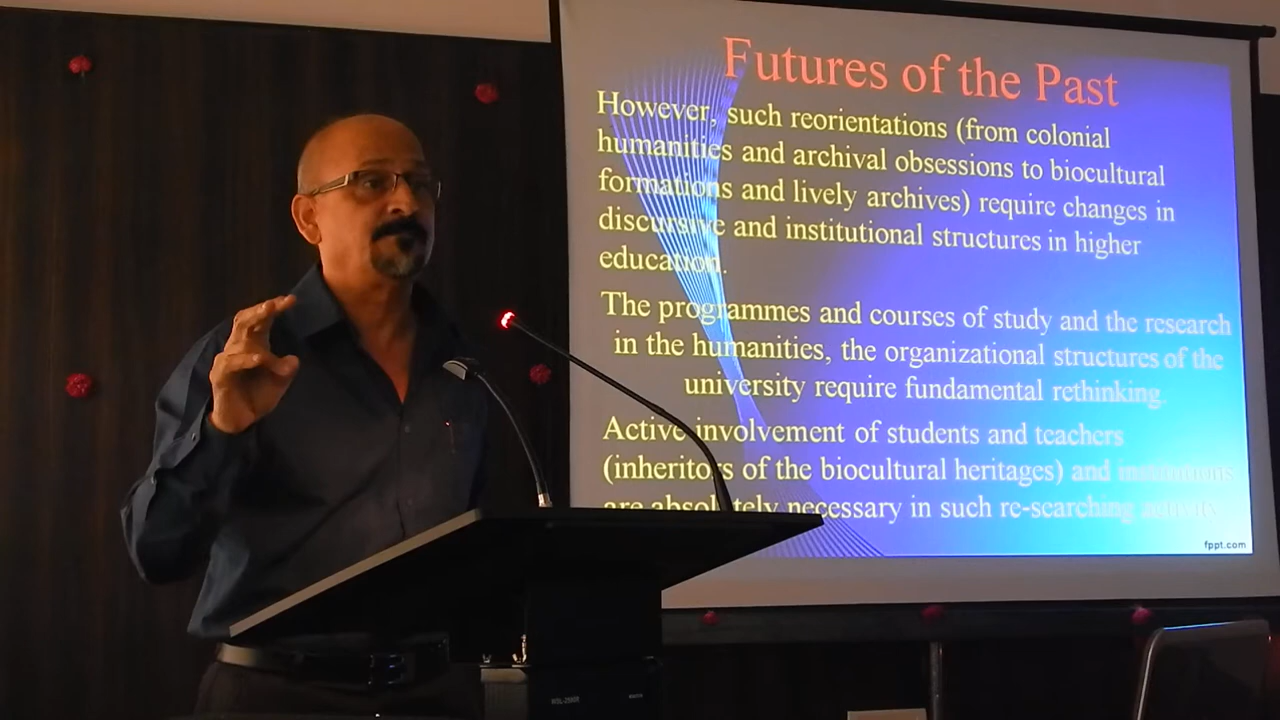 Futures of the Past
However, such reorientations (from colonial
humanities and archival obsessions to biocultural
formations and lively archives) require changes in
discursive and institutional structures in higher
education.
The programmes and courses of study and the research
in the humanities, the organizational structures of the
university require fundamental rethinking.
Active involvement of students and teachers
(inheritors of the biocultural heritages) and institutions
are absolutely necessary in such re-searching activity
fppt.com